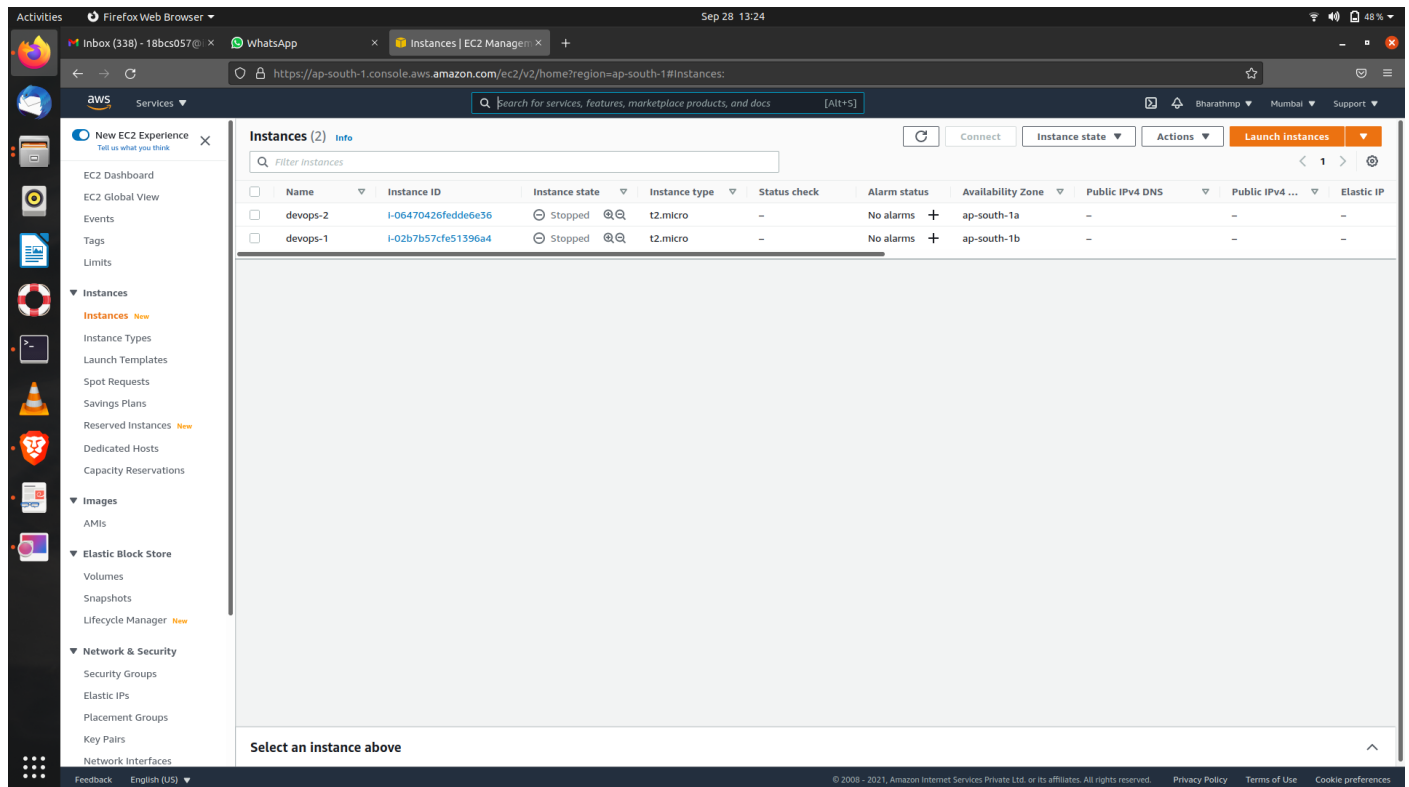 Activities Firefox Web Browser Sep 28 13:24 48 %
Inbox (338) - 18bcs057@ WhatsApp Instances | EC2 Managem
https://ap-south-1.console.aws.amazon.com/ec2/v2/home?region=ap-south-1#Instances:
aws Services Search for services, features, marketplace products, and docs [Alt+S] Bharathmp Mumbai Support
New EC2 Experience
Tell us what you think
EC2 Dashboard
EC2 Global View
Events
Tags
Limits
Instances
Instances New
Instance Types
Launch Templates
Spot Requests
Savings Plans
Reserved Instances New
Dedicated Hosts
Capacity Reservations
Images
AMIs
Elastic Block Store
Volumes
Snapshots
Lifecycle Manager New
Network & Security
Security Groups
Elastic IPs
Placement Groups
Key Pairs
Network Interfaces
Instances (2) Info Connect Instance state Actions Launch instances
Filter instances 1
Name Instance ID Instance state Instance type Status check Alarm status Availability Zone Public IPv4 DNS Public IPv4 ... Elastic IP
devops-2 i-06470426fedde6e36 Stopped t2.micro – No alarms + ap-south-1a – – –
devops-1 i-02b7b57cfe51396a4 Stopped t2.micro – No alarms + ap-south-1b – – –
Select an instance above
Feedback English (US) © 2008 - 2021, Amazon Internet Services Private Ltd. or its affiliates. All rights reserved. Privacy Policy Terms of Use Cookie preferences